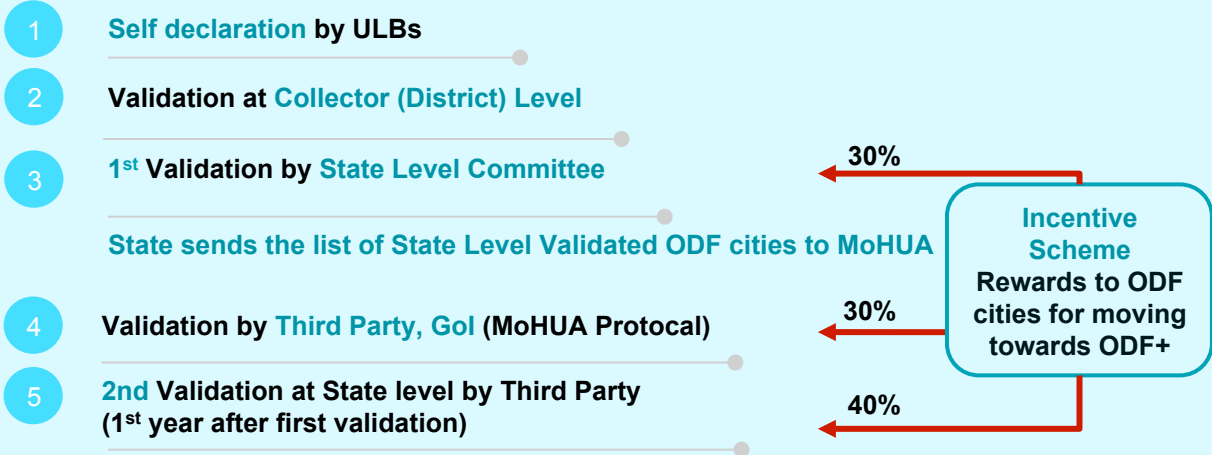 1
Self declaration by ULBs
2
Validation at Collector (District) Level
3
1st Validation by State Level Committee
30%
State sends the list of State Level Validated ODF cities to MoHUA
Incentive
Scheme
Rewards to ODF
cities for moving
towards ODF+
4
Validation by Third Party, GoI (MoHUA Protocal)
30%
5
2nd Validation at State level by Third Party
(1st year after first validation)
40%